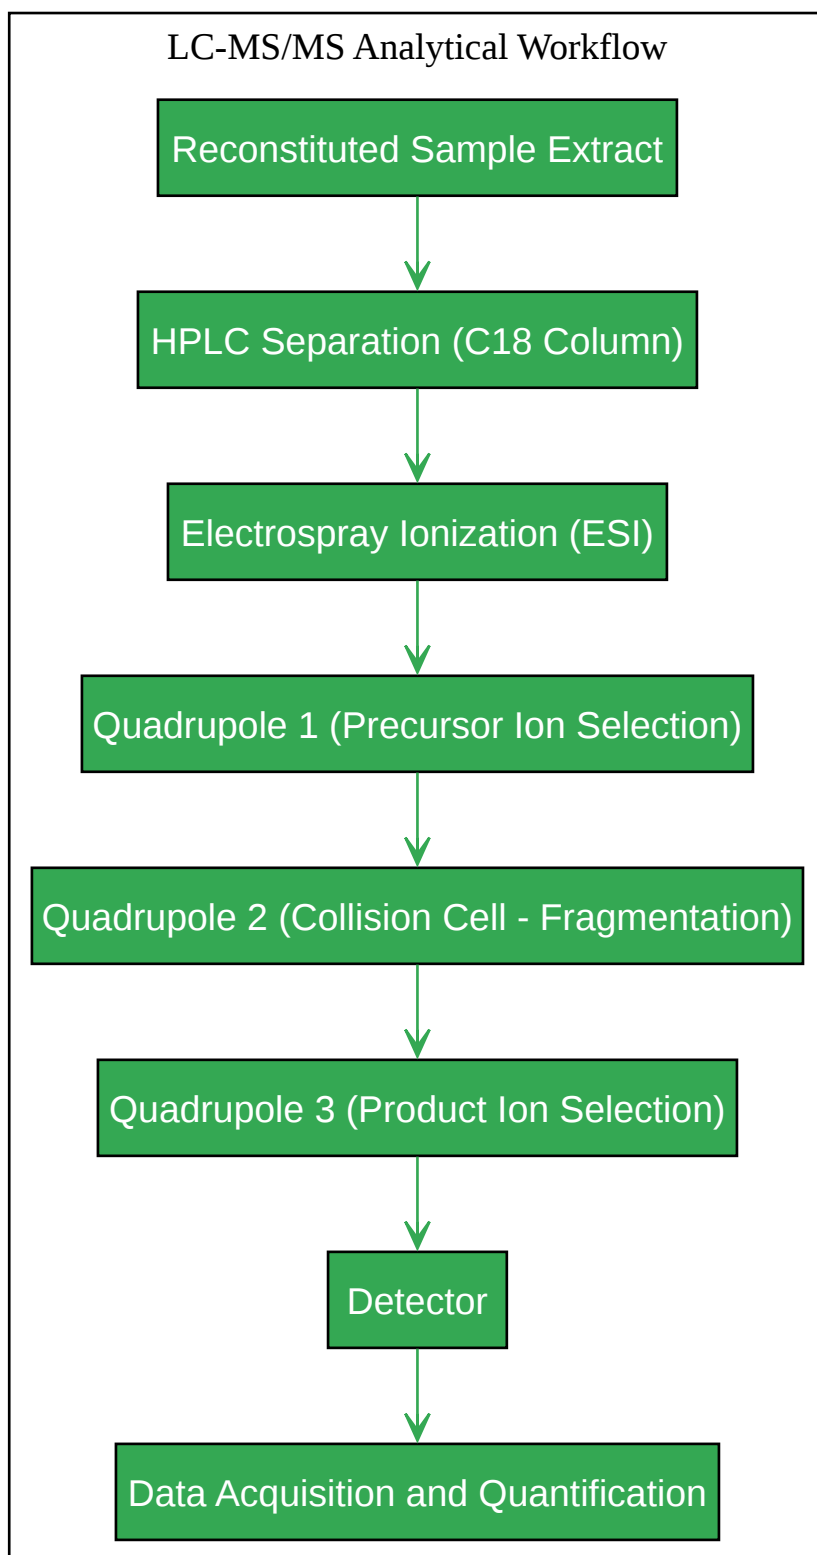 LC-MS/MS Analytical Workflow
Reconstituted Sample Extract
HPLC Separation (C18 Column)
Electrospray Ionization (ESI)
Quadrupole 1 (Precursor Ion Selection)
Quadrupole 2 (Collision Cell - Fragmentation)
Quadrupole 3 (Product Ion Selection)
Detector
Data Acquisition and Quantification